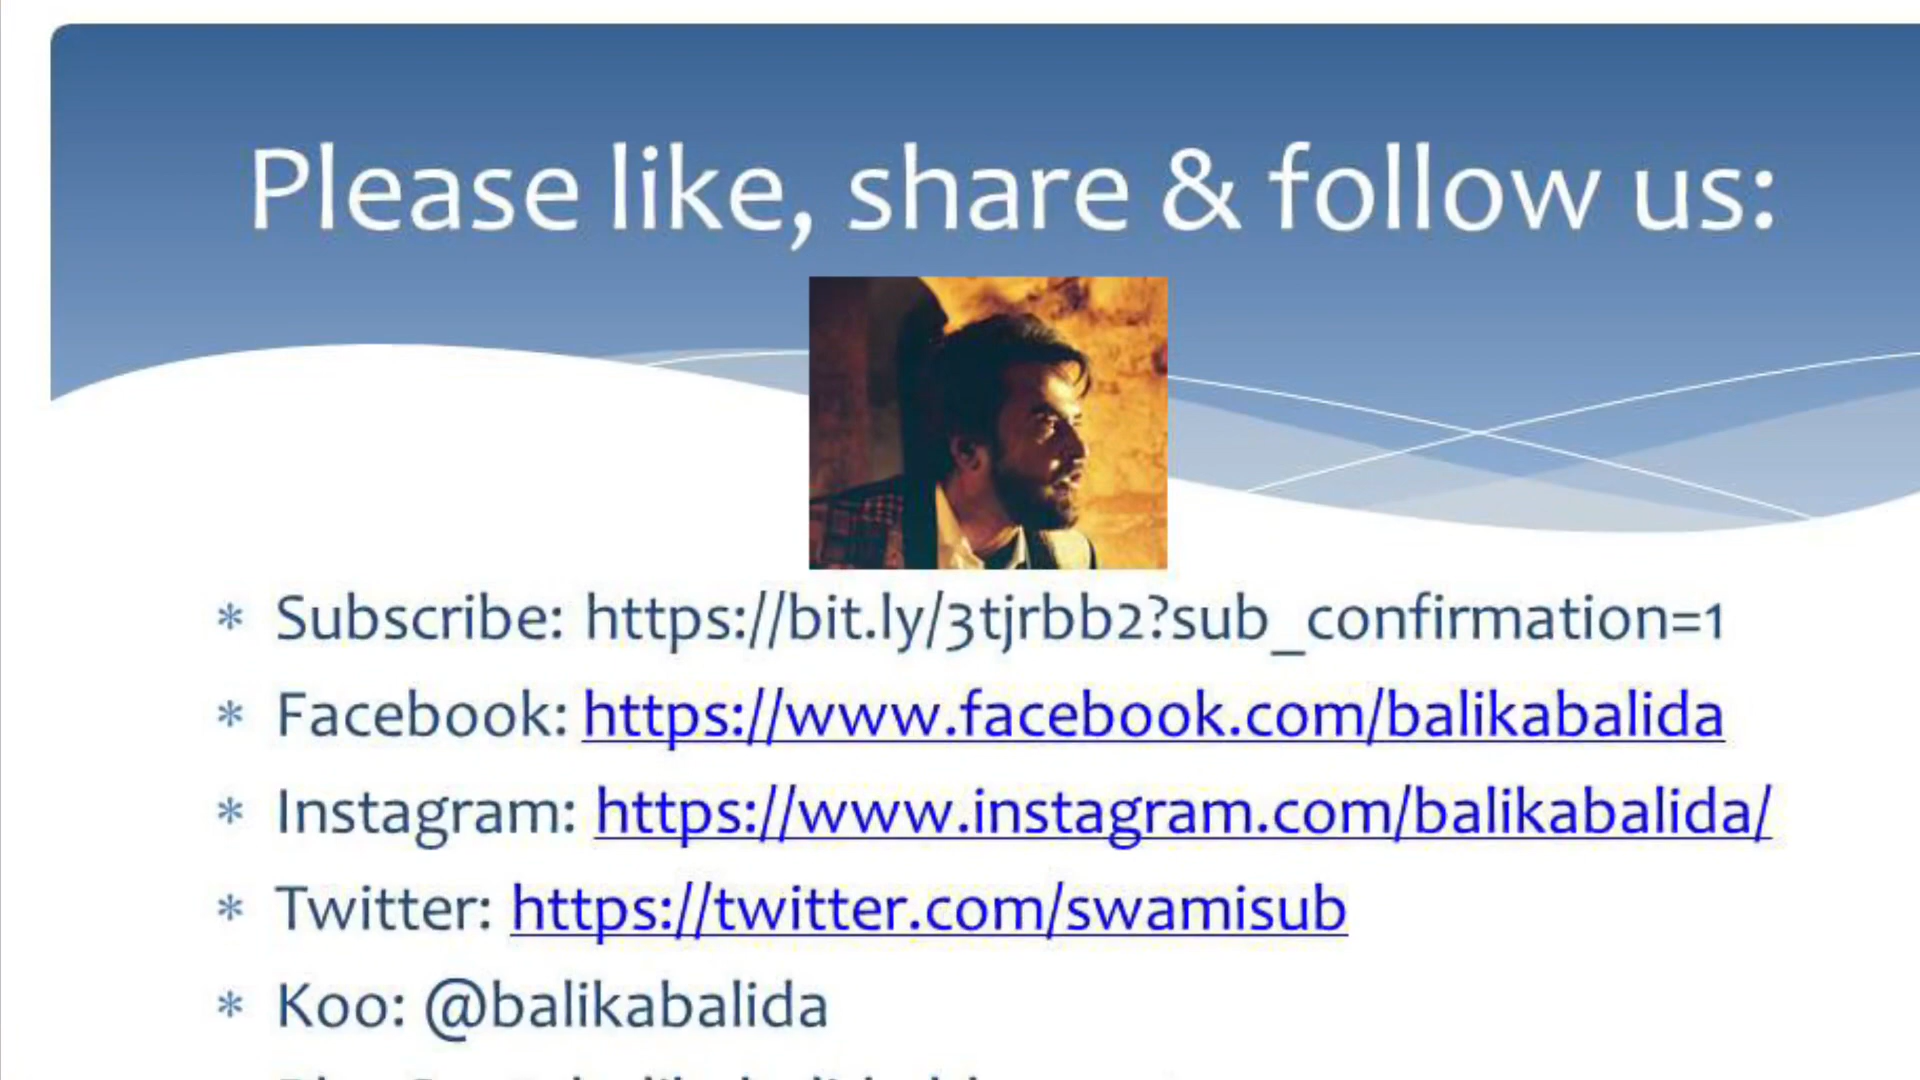 Please like, share & follow us:
* Subscribe: https://bit.ly/3tjrbb2?sub_confirmation=1
* Facebook: https://www.facebook.com/balikabalida
* Instagram: https://www.instagram.com/balikabalida/
* Twitter: https://twitter.com/swamisub
* Koo: @balikabalida